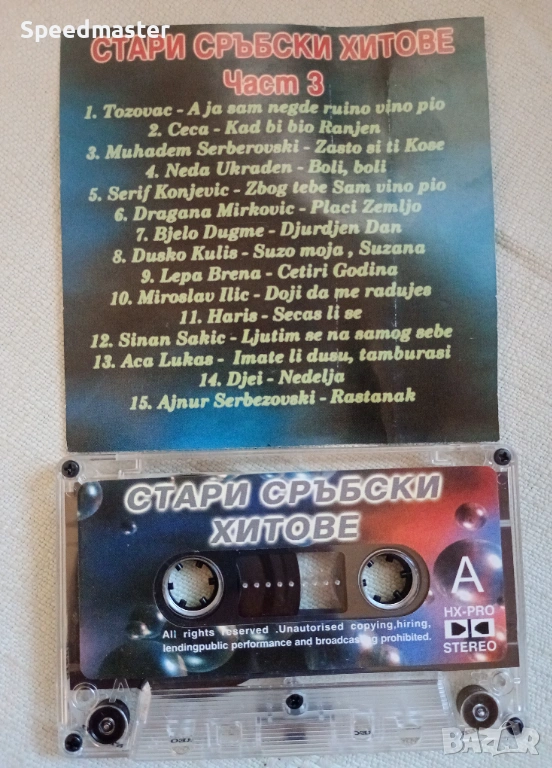 Speedmaster
СТАРИ СРЪБСКИ ХИТОВЕ
Част 3
1. Tozovac - A ja sam negde ruino vino pio
2. Ceca - Kad bi bio Ranjen
3. Muhadem Serberovski - Zasto si ti Kose
4. Neda Ukraden - Boli, boli
5. Serif Konjevic - Zbog tebe Sam vino pio
6. Dragana Mirkovic - Placi Zemljo
7. Bjelo Dugme - Djurdjen Dan
8. Dusko Kulis - Suzo moja , Suzana
9. Lepa Brena - Cetiri Godina
10. Miroslav Ilic - Doji da me radujes
11. Haris - Secas li se
12. Sinan Sakic - Ljutim se na samog sebe
13. Aca Lukas - Imate li dusu, tamburasi
14. Djei - Nedelja
15. Ajnur Serbezovski - Rastanak
СТАРИ СРЪБСКИ
ХИТОВЕ
A
HX-PRO
STEREO
All rights reserved .Unautorised copying,hiring,
lendingpublic performance and broadcasting prohibited.
BAZAR